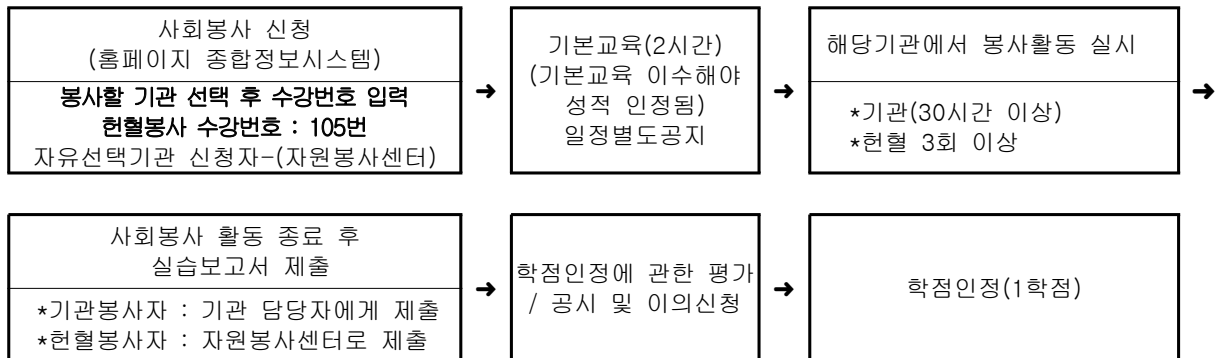 사회봉사 신청
(홈페이지 종합정보시스템)
봉사할 기관 선택 후 수강번호 입력
헌혈봉사 수강번호 : 105번
자유선택기관 신청자-(자원봉사센터)
➜
기본교육(2시간)
(기본교육 이수해야
성적 인정됨)
일정별도공지
➜
해당기관에서 봉사활동 실시
*기관(30시간 이상)
*헌혈 3회 이상
➜
사회봉사 활동 종료 후
실습보고서 제출
*기관봉사자 : 기관 담당자에게 제출
*헌혈봉사자 : 자원봉사센터로 제출
➜
학점인정에 관한 평가
/ 공시 및 이의신청
➜
학점인정(1학점)